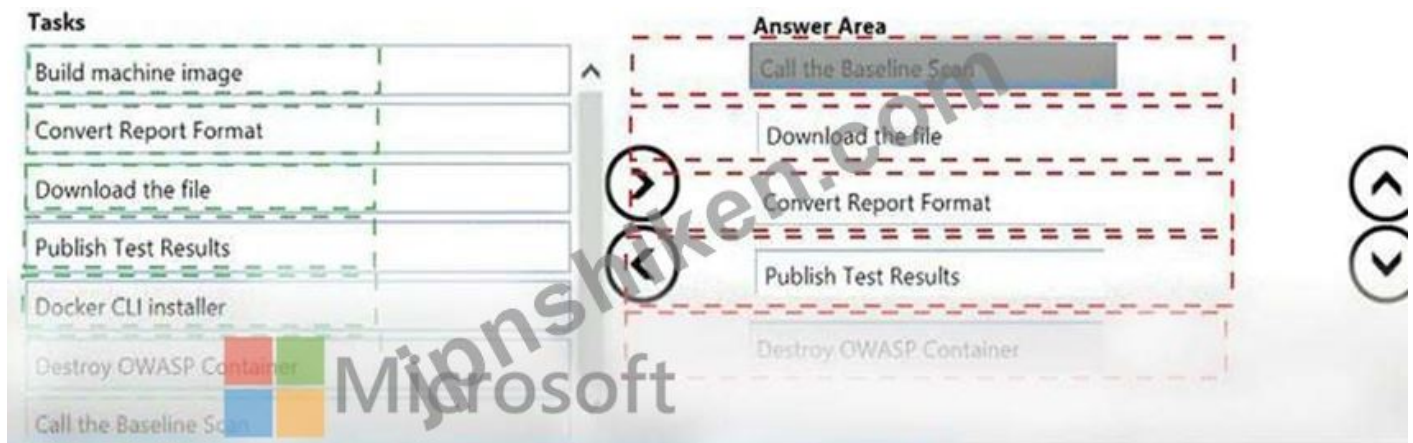 Tasks
Build machine image
Convert Report Format
Download the file
Publish Test Results
Docker CLI installer
Destroy OWASP Container
Call the Baseline Scan
Answer Area
Call the Baseline Scan
Download the file
Convert Report Format
Publish Test Results
Destroy OWASP Container
jpnshiken.com
Microsoft